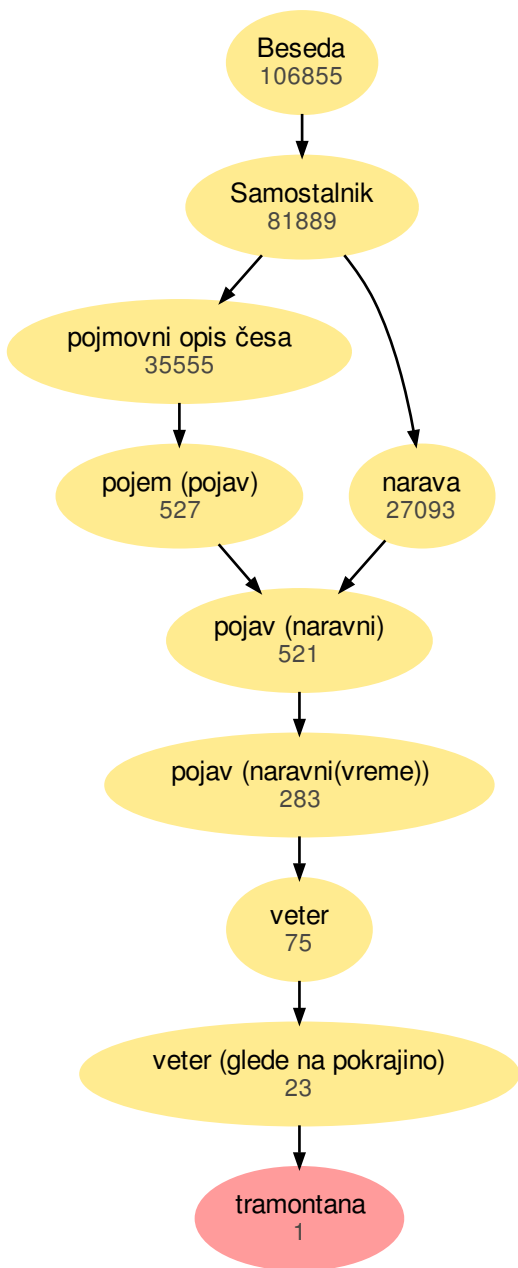 Beseda
106855
Samostalnik
81889
pojmovni opis česa
35555
pojem (pojav)
527
narava
27093
pojav (naravni)
521
pojav (naravni(vreme))
283
veter
75
veter (glede na pokrajino)
23
tramontana
1